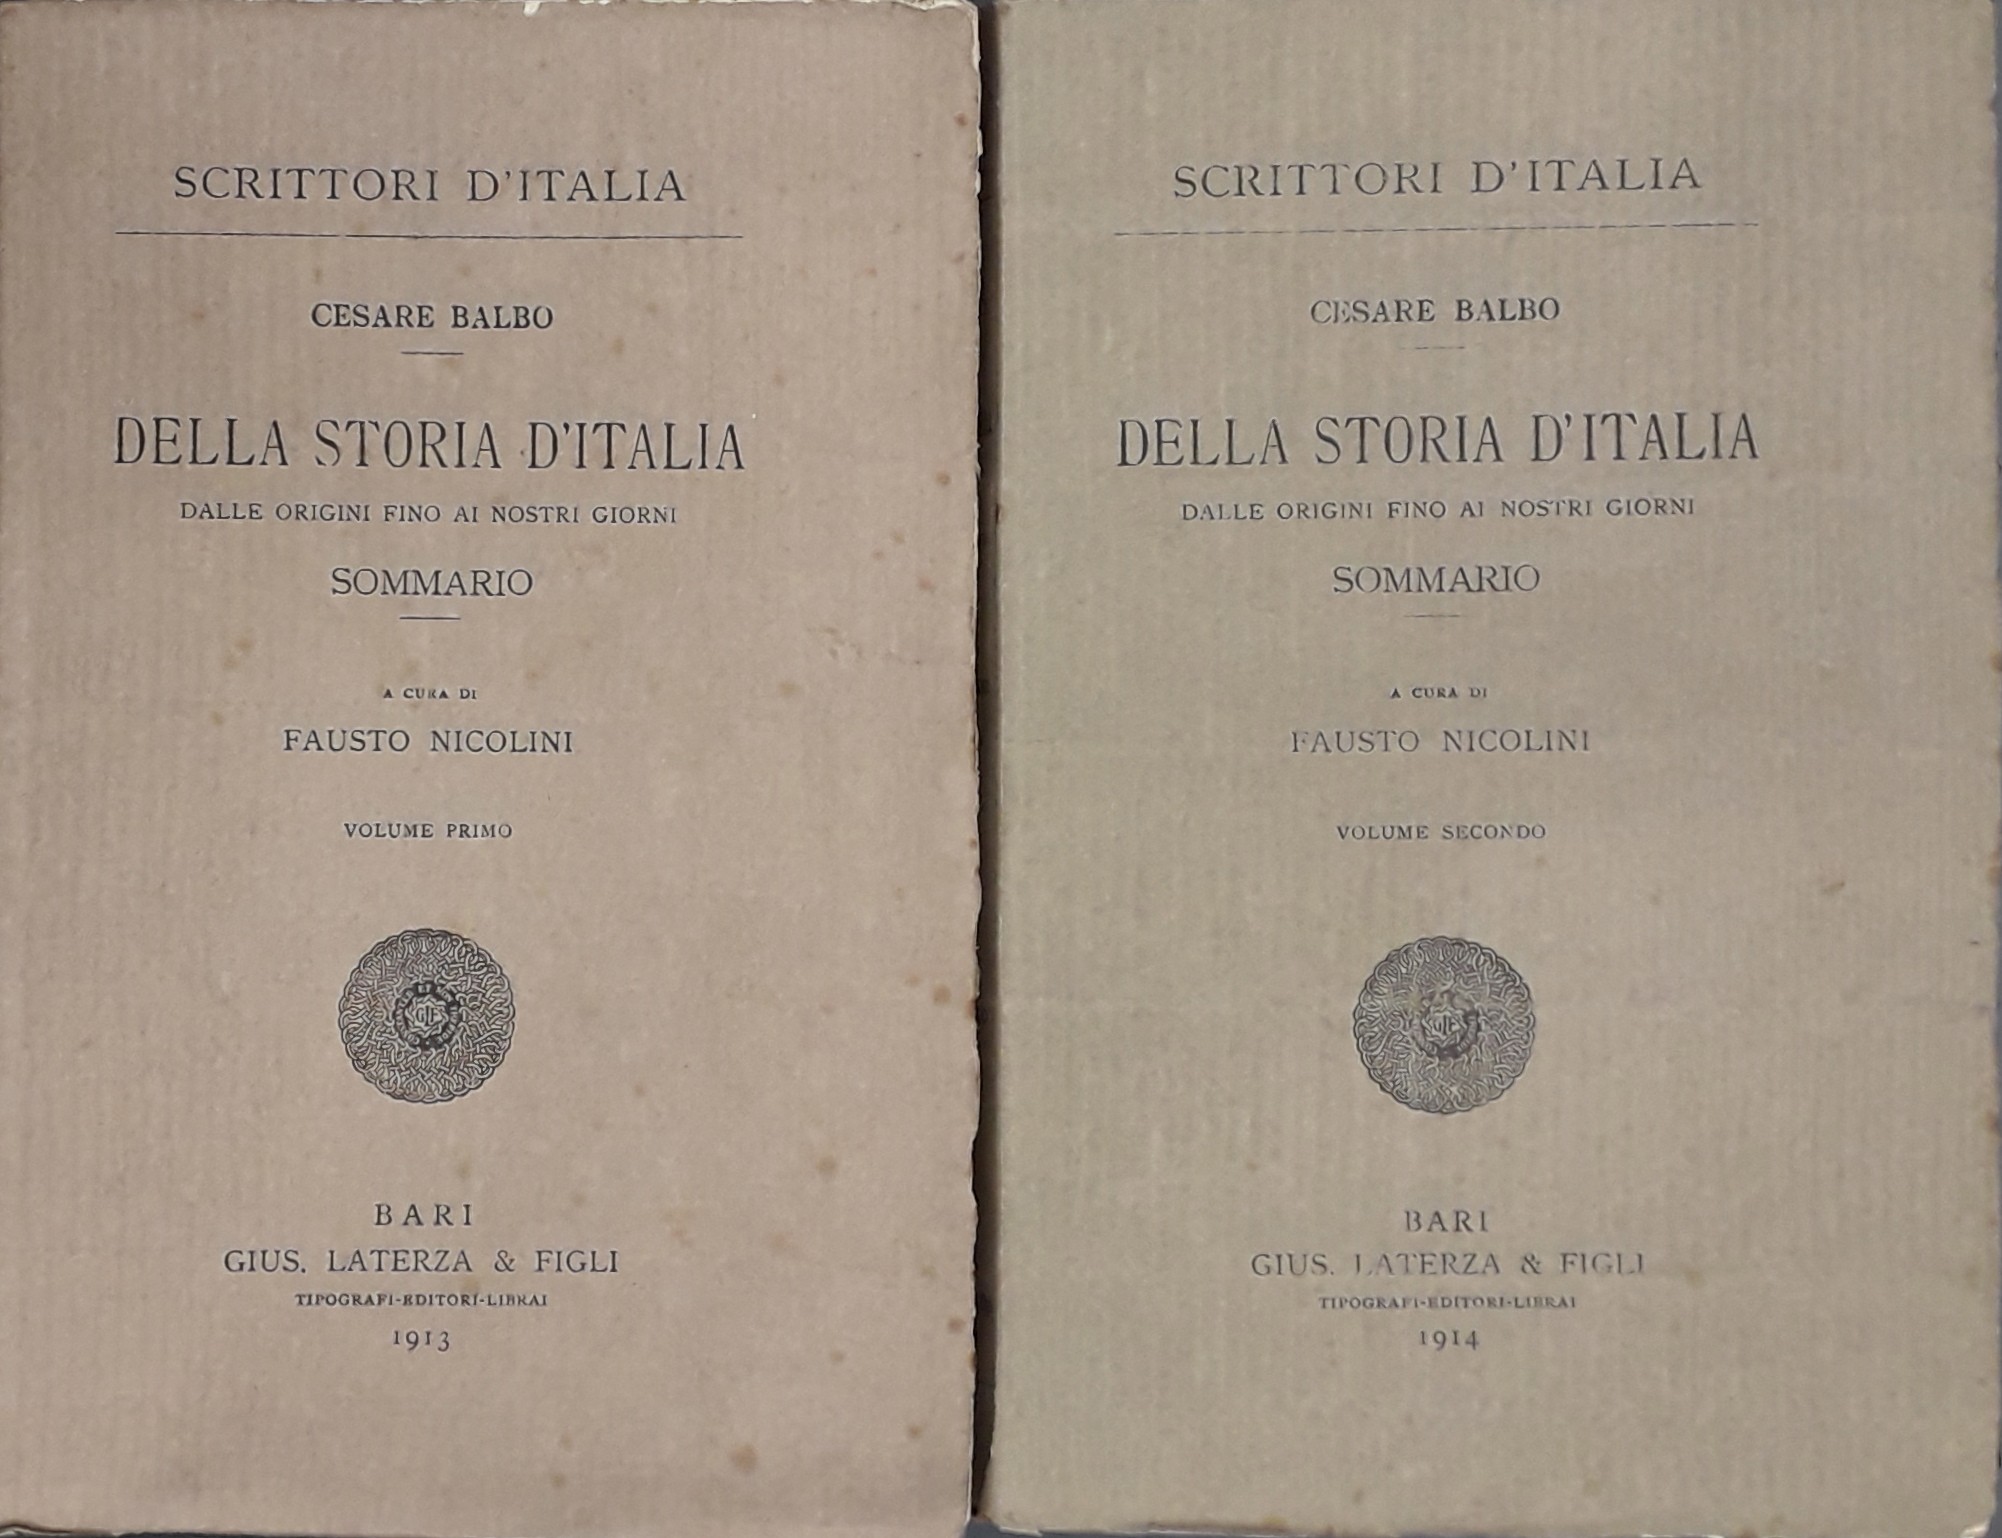 SCRITTORI D'ITALIA
CESARE BALBO
DELLA STORIA D'ITALIA
DALLE ORIGINI FINO AI NOSTRI GIORNI
SOMMARIO
A CURA DI
FAUSTO NICOLINI
VOLUME PRIMO
BARI
GIUS. LATERZA & FIGLI
TIPOGRAFI-EDITORI-LIBRAI
1913
SCRITTORI D'ITALIA
CESARE BALBO
DELLA STORIA D'ITALIA
DALLE ORIGINI FINO AI NOSTRI GIORNI
SOMMARIO
A CURA DI
FAUSTO NICOLINI
VOLUME SECONDO
BARI
GIUS. LATERZA & FIGLI
TIPOGRAFI-EDITORI-LIBRAI
1914